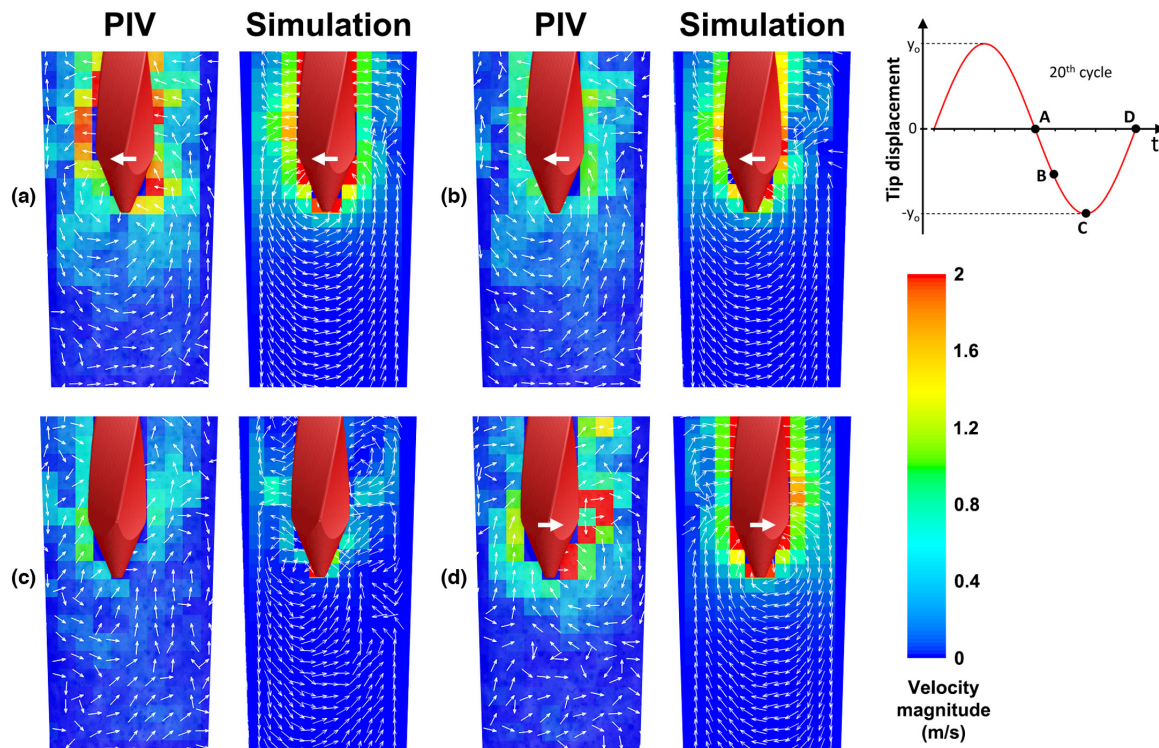 PIV
Simulation
PIV
Simulation
(a)
(b)
(c)
(d)
Tip displacement
yₒ
0
-yₒ
20th cycle
A
B
C
D
t
2
1.6
1.2
0.8
0.4
0
Velocity
magnitude
(m/s)